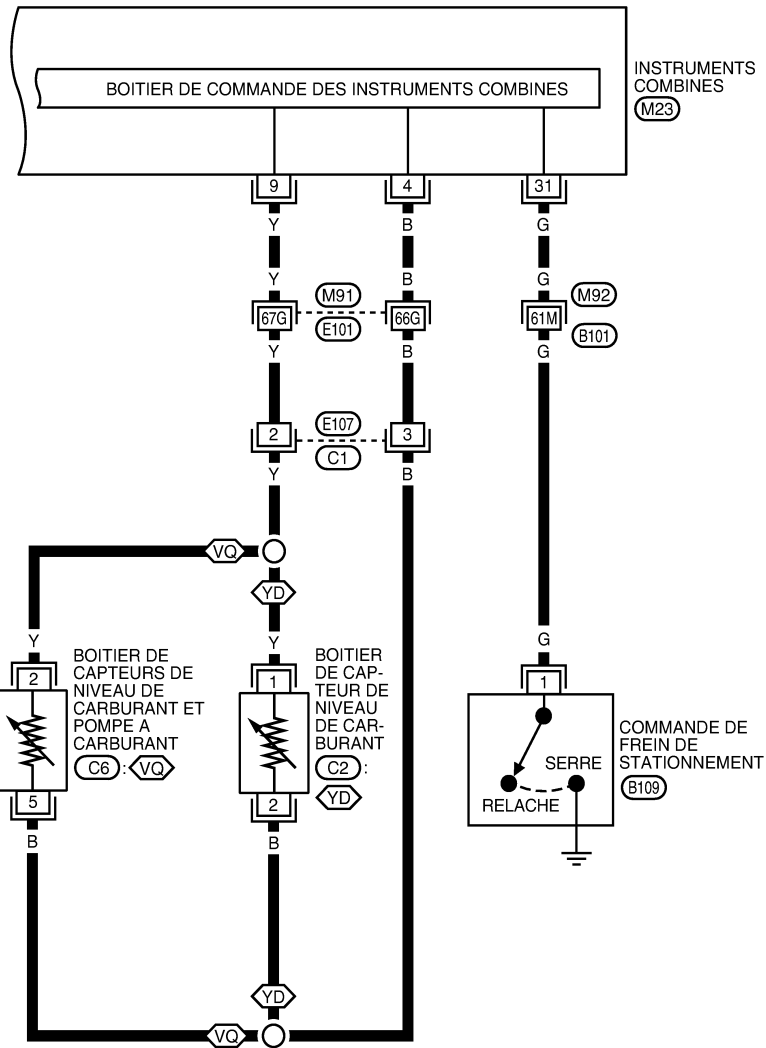 INSTRUMENTS
COMBINES
M23
BOITIER DE COMMANDE DES INSTRUMENTS COMBINES
9
4
31
Y
B
G
Y
B
G
M91
M92
67G
66G
61M
E101
B101
Y
B
G
E107
2
3
C1
Y
B
VQ
YD
Y
Y
G
2
1
1
BOITIER DE
CAPTEURS DE
NIVEAU DE
CARBURANT ET
POMPE A
CARBURANT
C6 : VQ
BOITIER
DE CAP-
TEUR DE
NIVEAU
DE CAR-
BURANT
C2 :
YD
COMMANDE DE
FREIN DE
STATIONNEMENT
B109
SERRE
RELACHE
5
2
B
B
YD
VQ